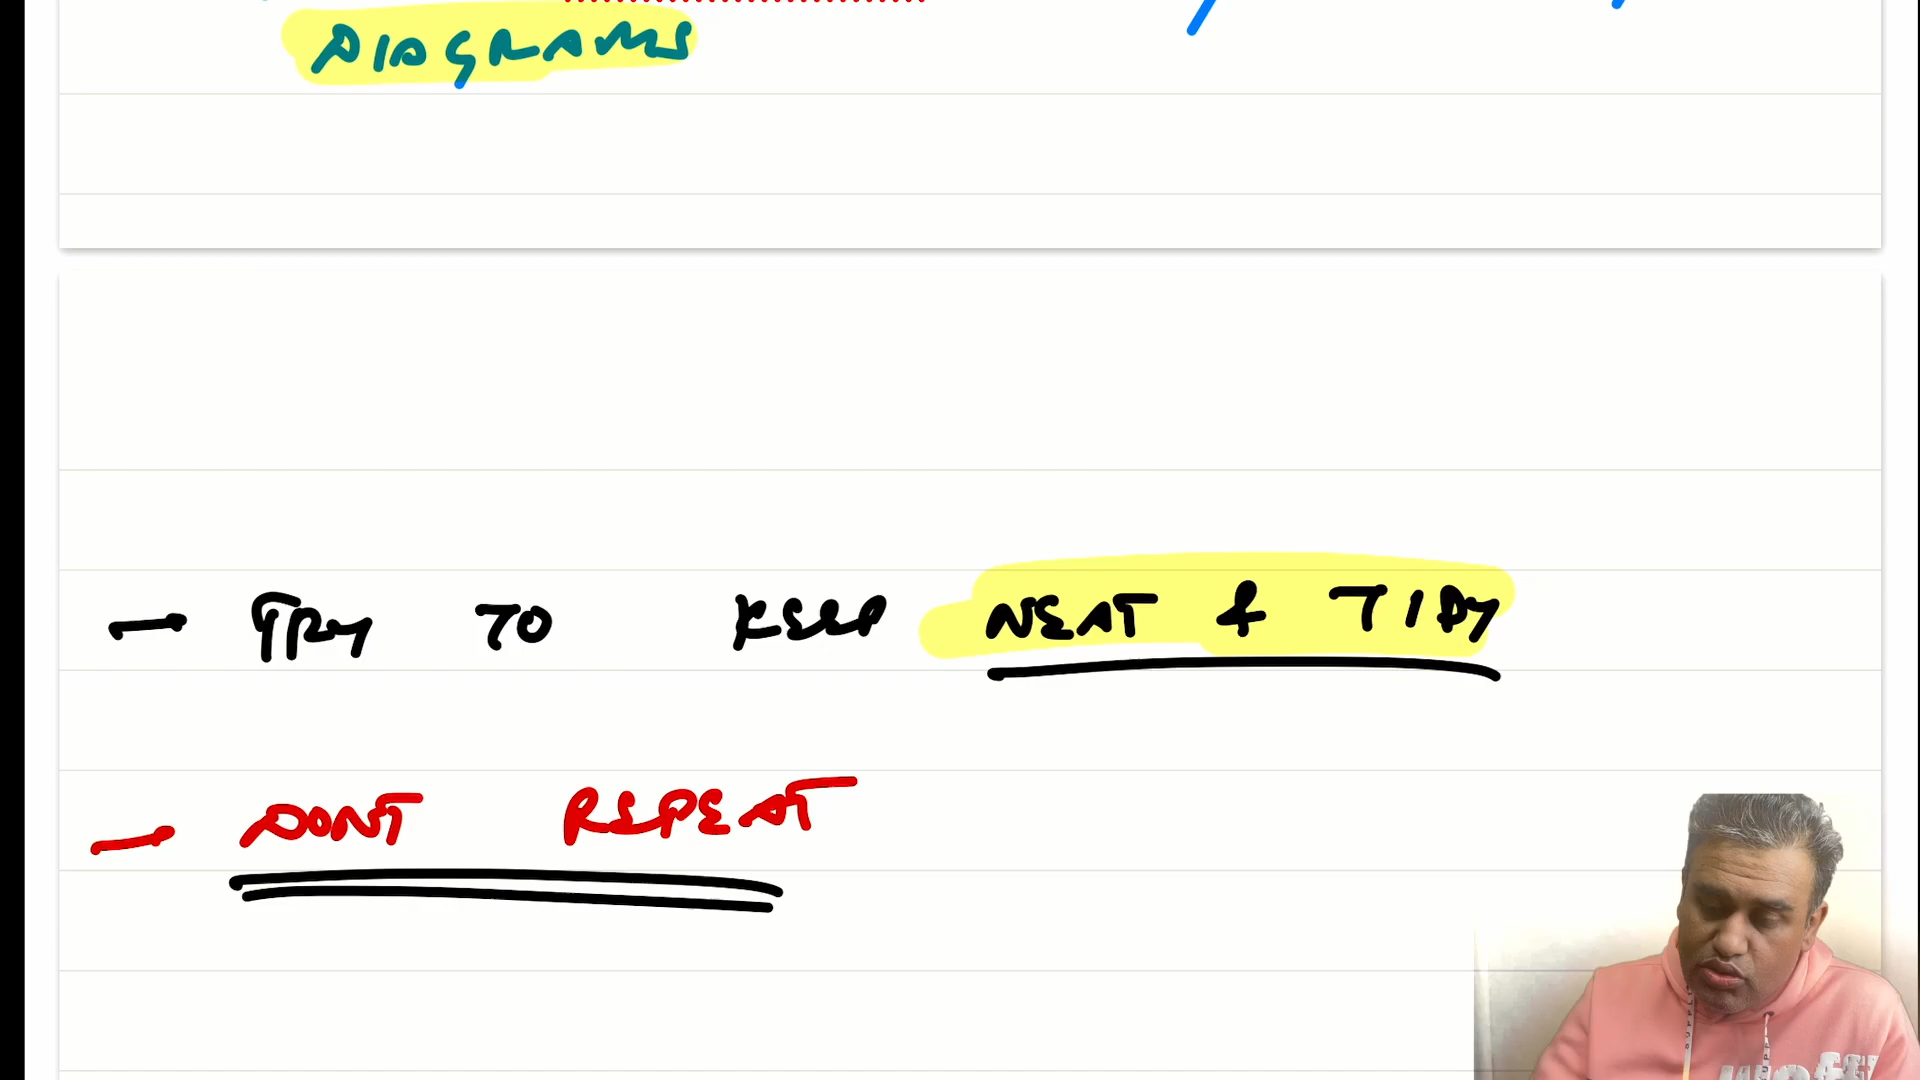 DIAGRAMS
- TRY TO KEEP NEAT & TIDY
- DONT REPEAT